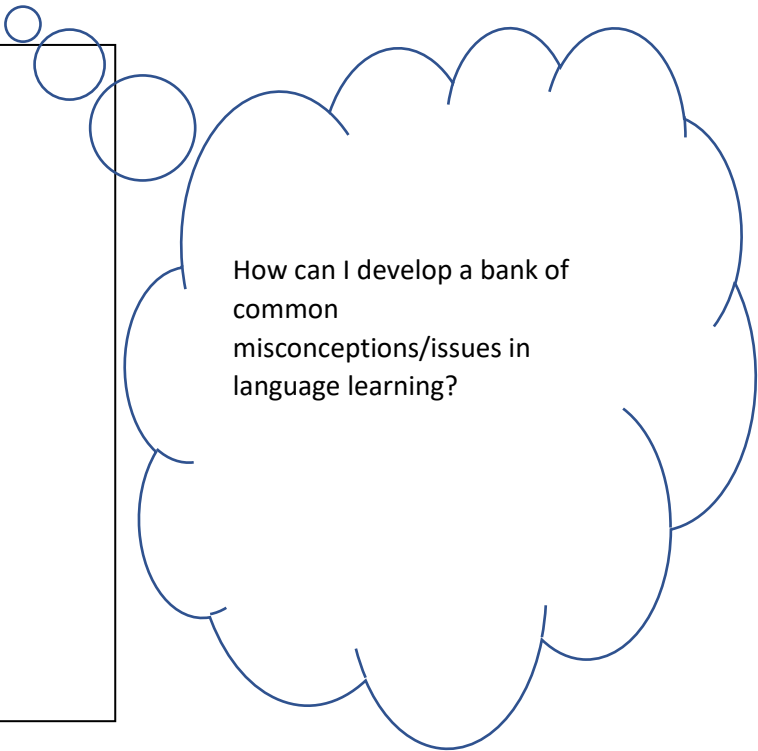 How can I develop a bank of
common
misconceptions/issues in
language learning?